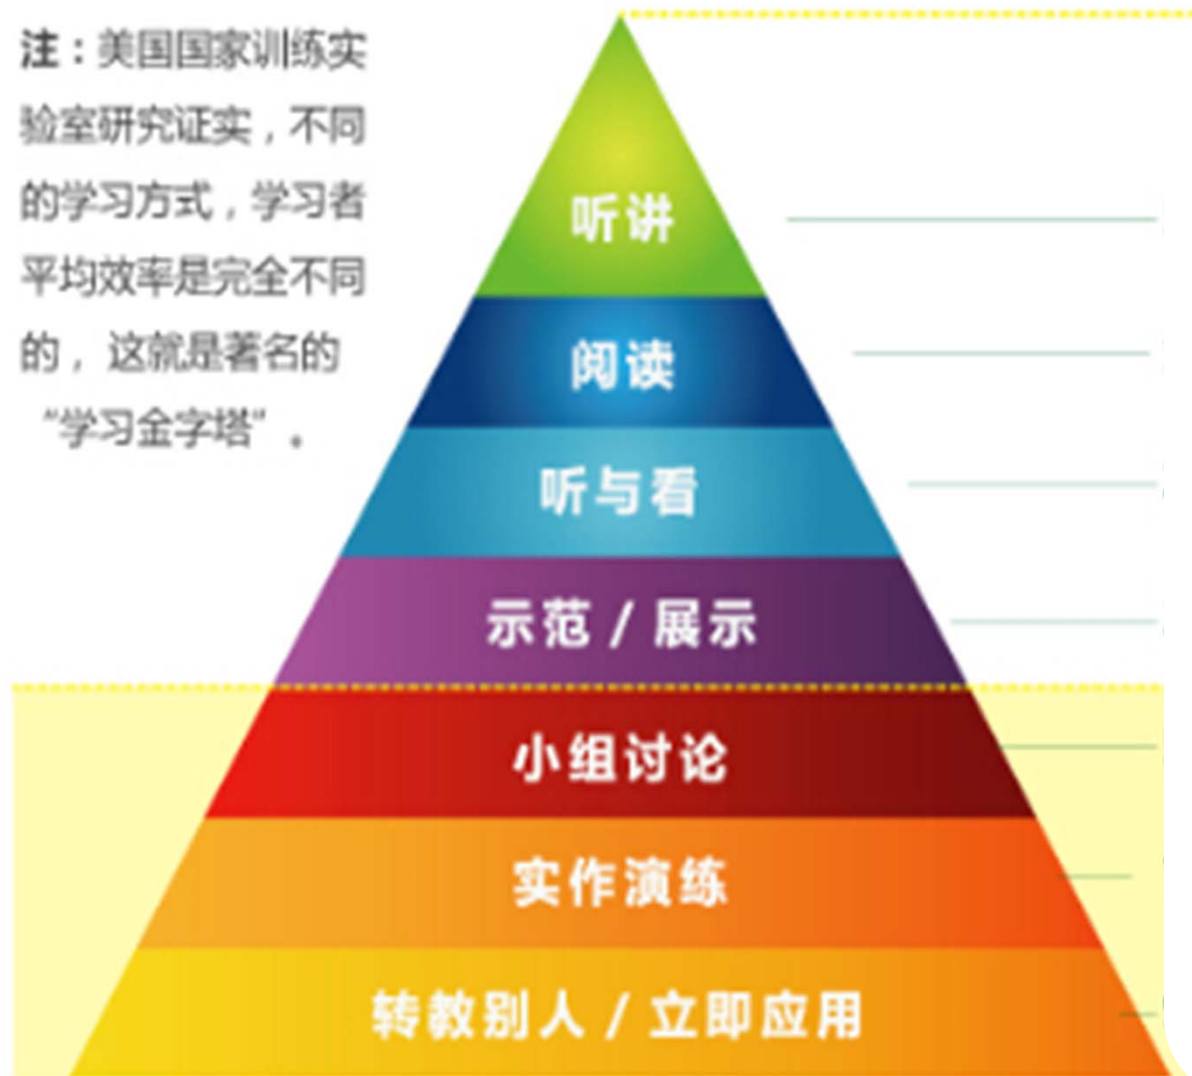 注：美国国家训练实
验室研究证实，不同
的学习方式，学习者
平均效率是完全不同
的，这就是著名的
“学习金字塔”。
听讲
阅读
听与看
示范 / 展示
小组讨论
实作演练
转教别人 / 立即应用